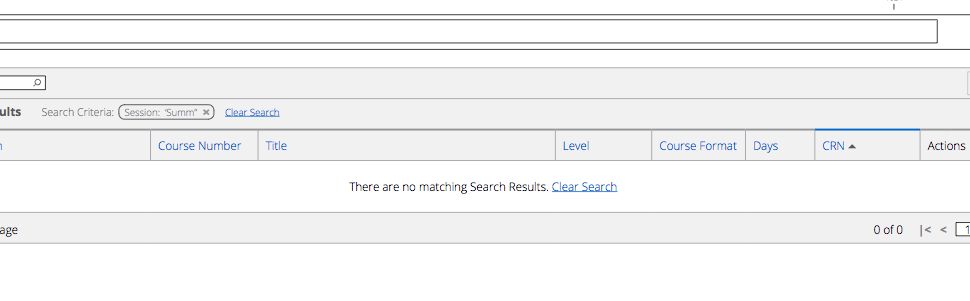 ults Search Criteria: Session: "Summ" × Clear Search
n Course Number Title Level Course Format Days CRN Actions
There are no matching Search Results. Clear Search
age 0 of 0 |< < 1